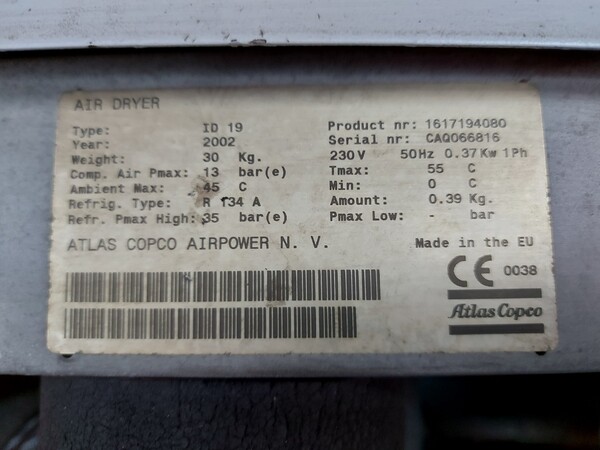 AIR DRYER
Type: ID 19 Product nr: 1617194080
Year: 2002 Serial nr: CAQ066816
Weight: 30 Kg. 230V 50Hz 0.37Kw 1Ph
Comp. Air Pmax: 13 bar(e) Tmax: 55 C
Ambient Max: 45 C Min: 0 C
Refrig. Type: R 134 A Amount: 0.39 Kg.
Refr. Pmax High: 35 bar(e) Pmax Low: - bar
ATLAS COPCO AIRPOWER N. V. Made in the EU
CE 0038
Atlas Copco